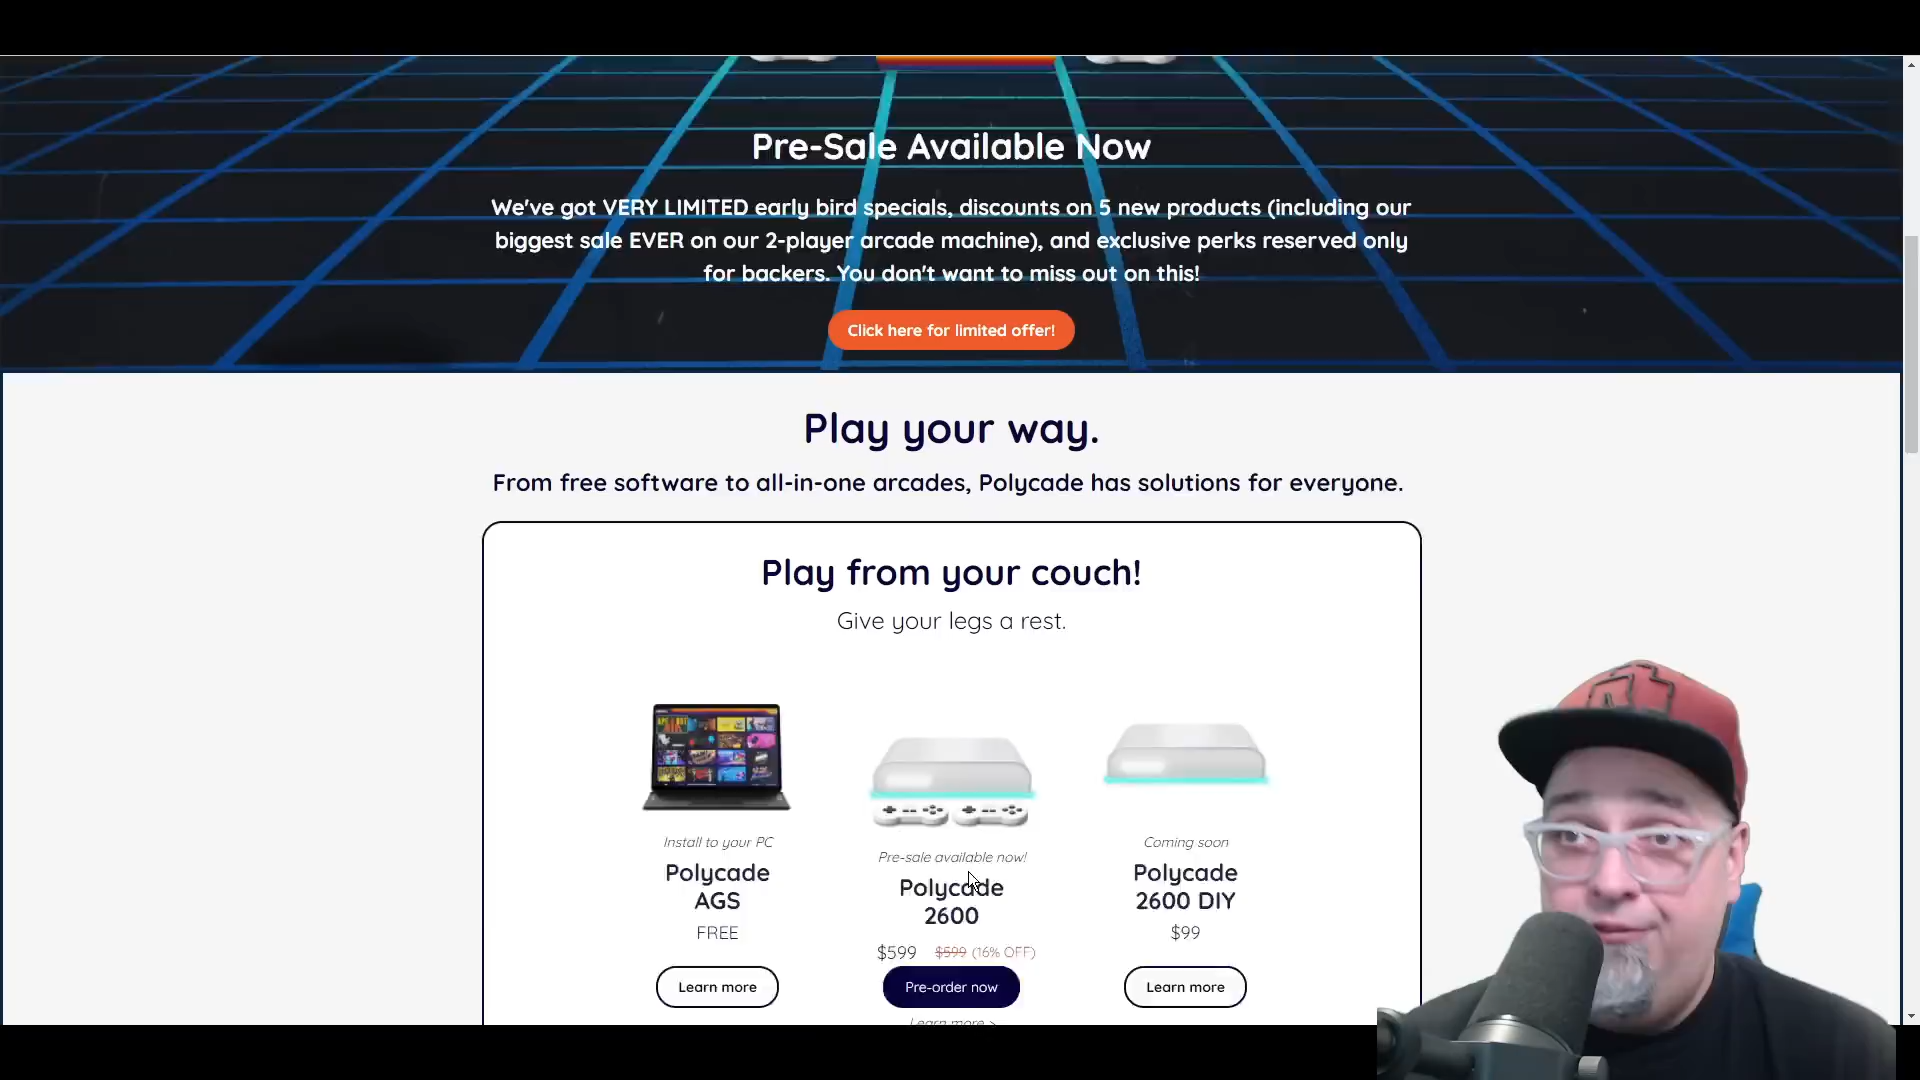 Pre-Sale Available Now
We've got VERY LIMITED early bird specials, discounts on 5 new products (including our
biggest sale EVER on our 2-player arcade machine), and exclusive perks reserved only
for backers. You don't want to miss out on this!
Click here for limited offer!
Play your way.
From free software to all-in-one arcades, Polycade has solutions for everyone.
Play from your couch!
Give your legs a rest.
Install to your PC
Polycade
AGS
FREE
Learn more
Pre-sale available now!
Polycade
2600
$599 $599 (16% OFF)
Pre-order now
Learn more >
Coming soon
Polycade
2600 DIY
$99
Learn more